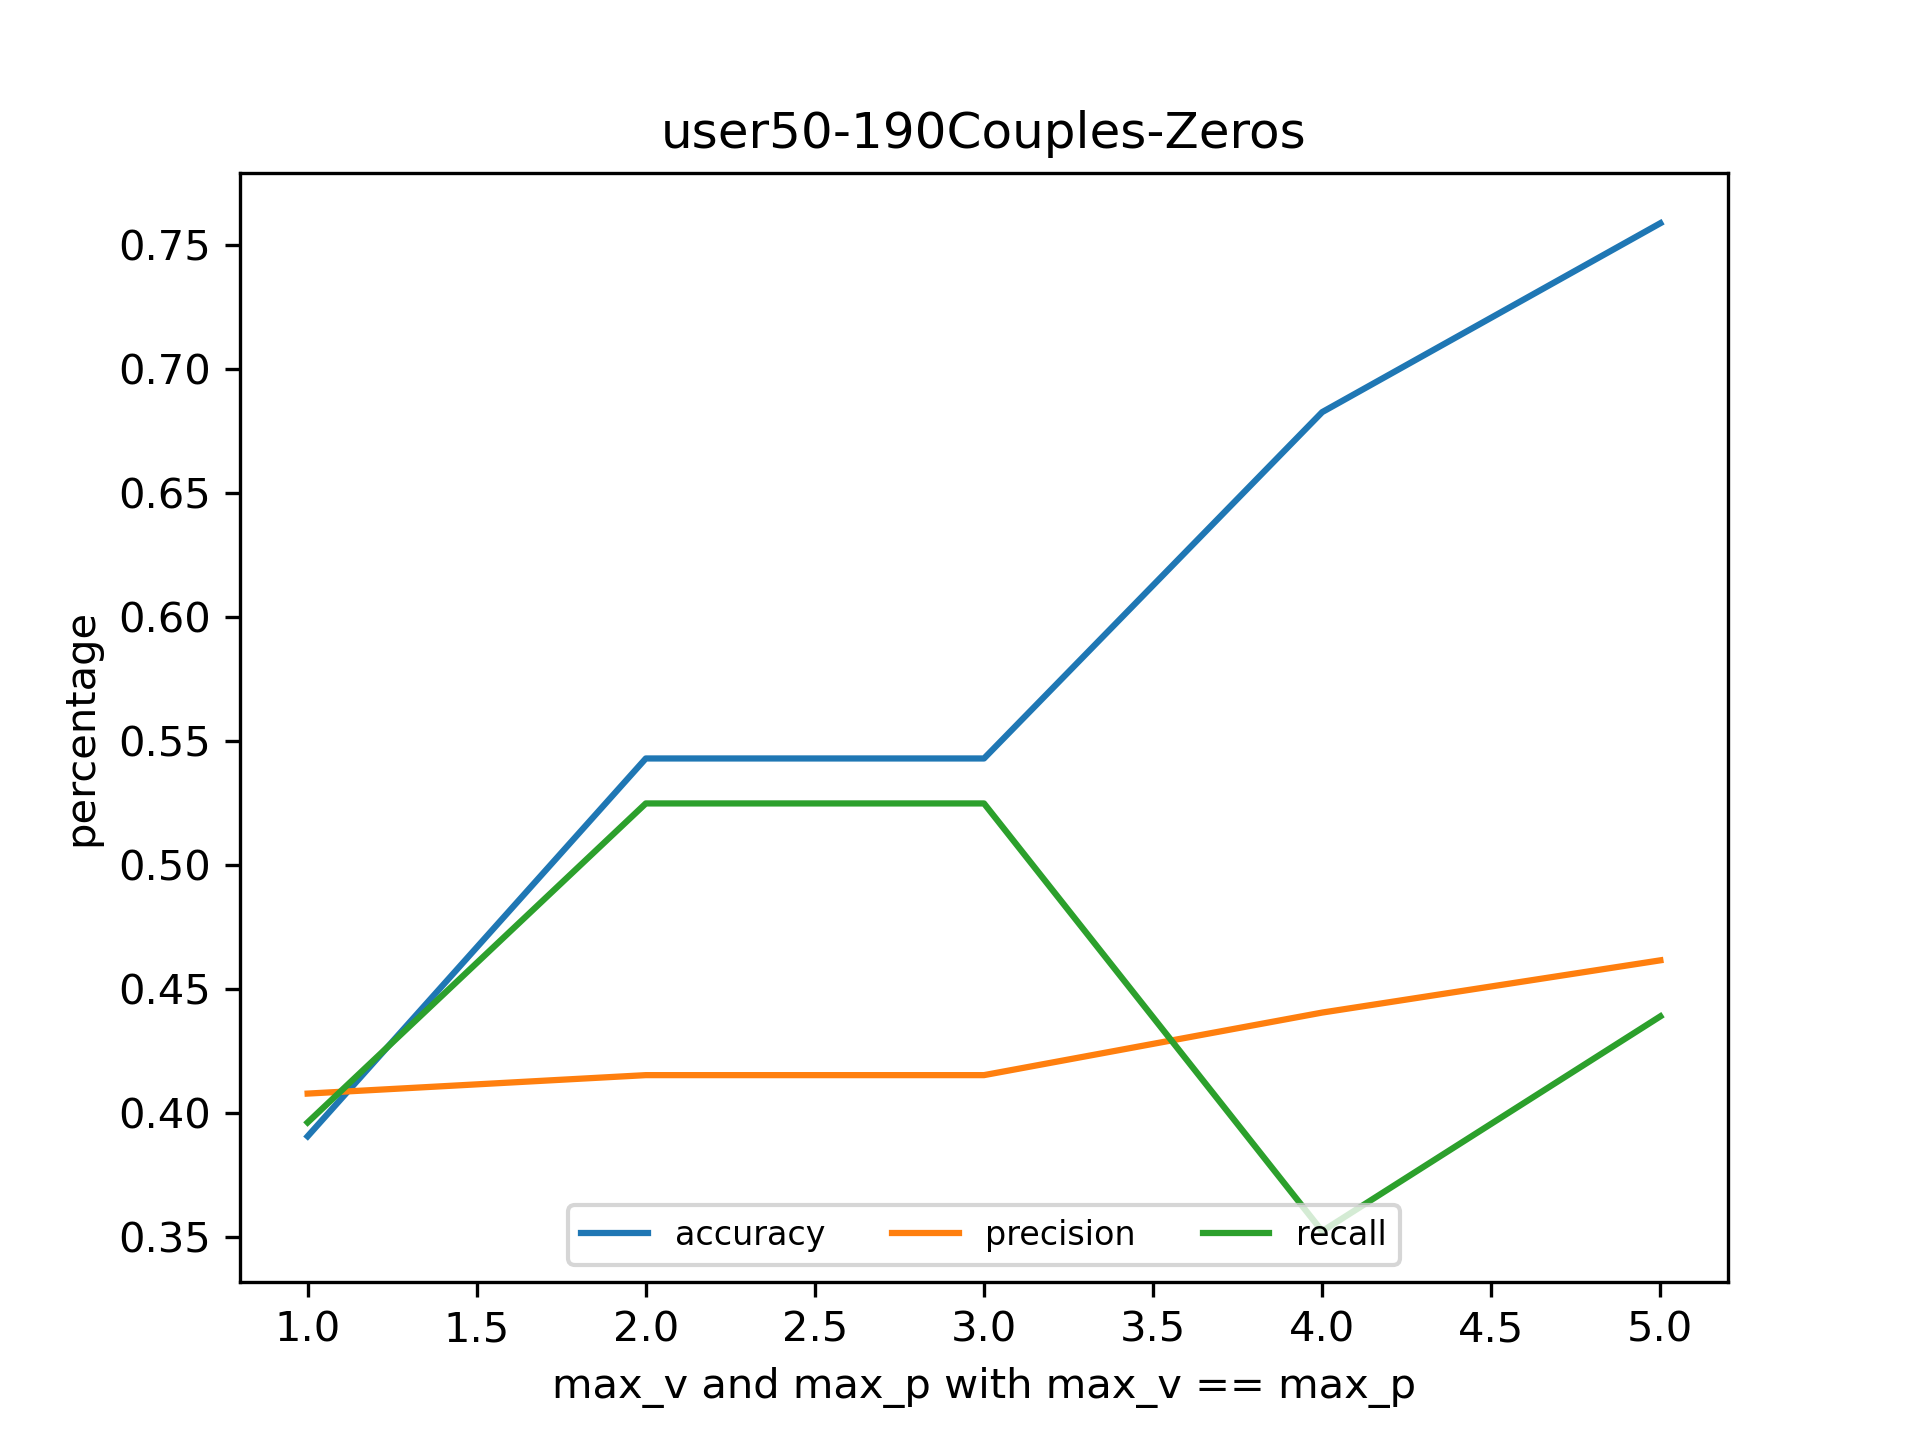 user50-190Couples-Zeros
percentage
0.75
0.70
0.65
0.60
0.55
0.50
0.45
0.40
0.35
accuracy precision recall
1.0 1.5 2.0 2.5 3.0 3.5 4.0 4.5 5.0
max_v and max_p with max_v == max_p